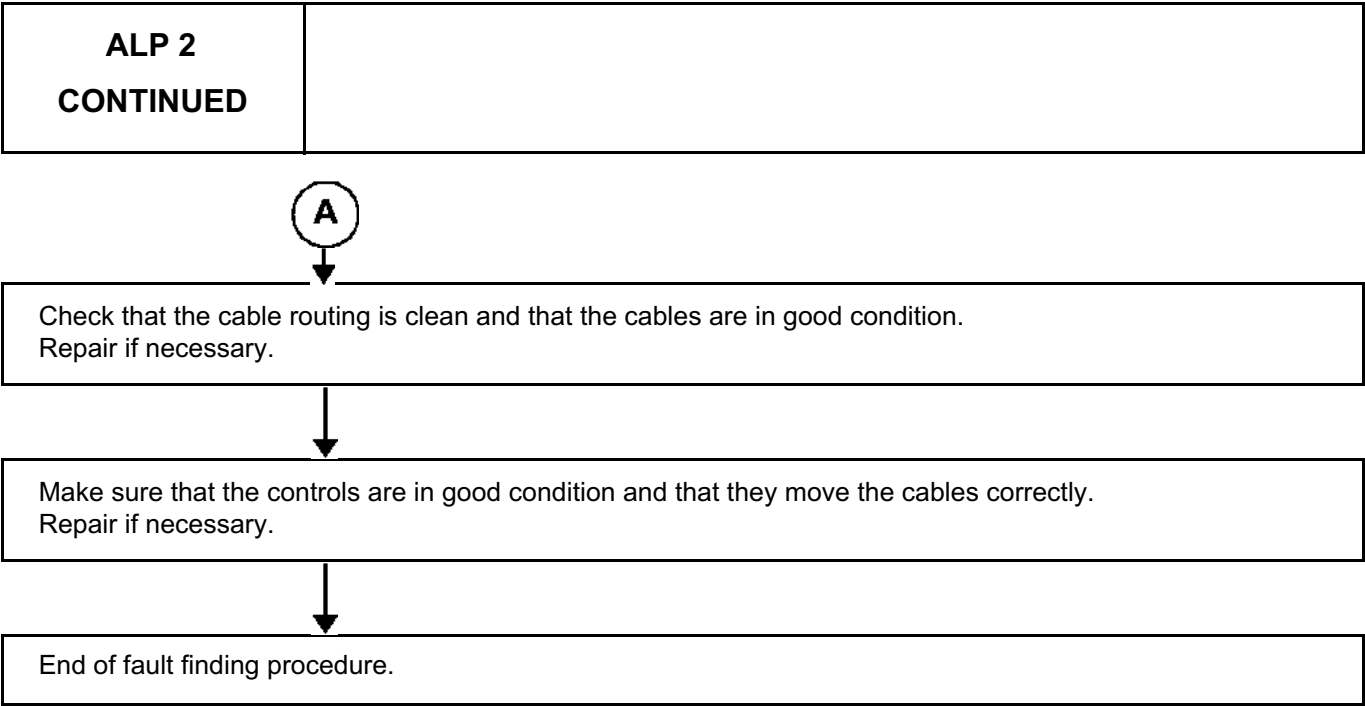 ALP 2
CONTINUED
A
Check that the cable routing is clean and that the cables are in good condition.
Repair if necessary.
Make sure that the controls are in good condition and that they move the cables correctly.
Repair if necessary.
End of fault finding procedure.